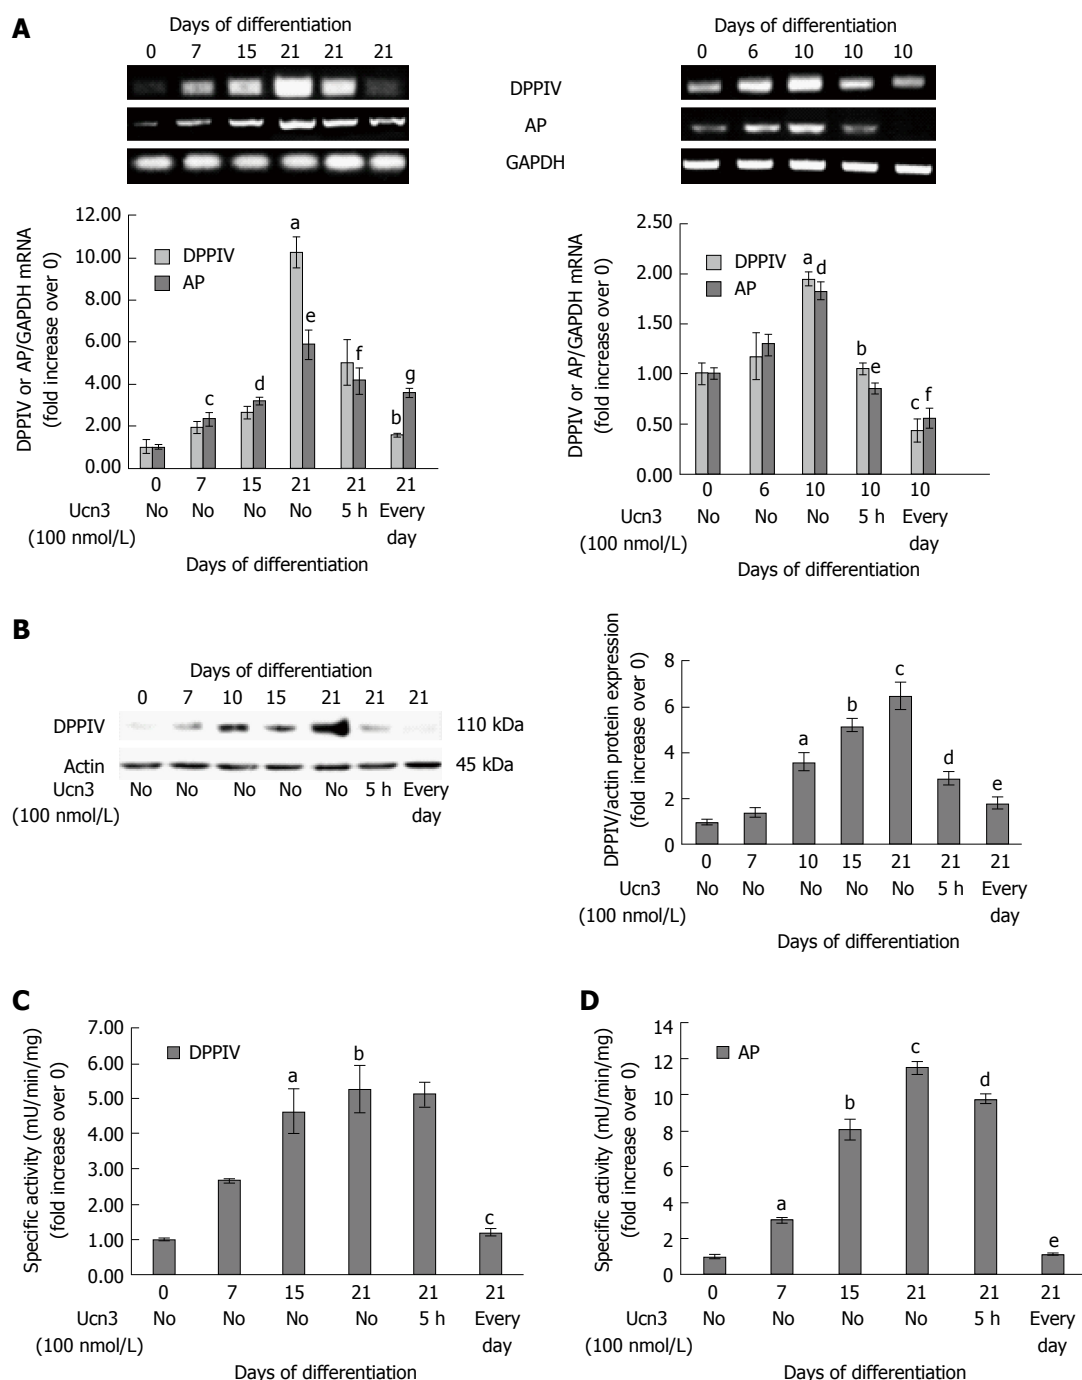 A
Days of differentiation
0 7 15 21 21 21
Days of differentiation
0 6 10 10 10
DPPIV
AP
GAPDH
DPPIV or AP/GAPDH mRNA
(fold increase over 0)
12.00
10.00
8.00
6.00
4.00
2.00
0.00
DPPIV
AP
a
b
c
d
e
f
g
0 7 15 21 21 21
Ucn3 No No No No 5 h Every
(100 nmol/L) day
Days of differentiation
DPPIV or AP/GAPDH mRNA
(fold increase over 0)
2.50
2.00
1.50
1.00
0.50
0.00
DPPIV
AP
a
d
b
e
c
f
0 6 10 10 10
Ucn3 No No No 5 h Every
(100 nmol/L) day
Days of differentiation
B
Days of differentiation
0 7 10 15 21 21 21
DPPIV 110 kDa
Actin 45 kDa
Ucn3 No No No No No 5 h Every
(100 nmol/L) day
DPPIV/actin protein expression
(fold increase over 0)
8
6
4
2
0
a
b
c
d
e
0 7 10 15 21 21 21
Ucn3 No No No No No 5 h Every
(100 nmol/L) day
Days of differentiation
C
Specific activity (mU/min/mg)
(fold increase over 0)
7.00
6.00
5.00
4.00
3.00
2.00
1.00
0.00
DPPIV
a
b
c
0 7 15 21 21 21
Ucn3 No No No No 5 h Every
(100 nmol/L) day
Days of differentiation
D
Specific activity (mU/min/mg)
(fold increase over 0)
14
12
10
8
6
4
2
0
AP
a
b
c
d
e
0 7 15 21 21 21
Ucn3 No No No No 5 h Every
(100 nmol/L) day
Days of differentiation